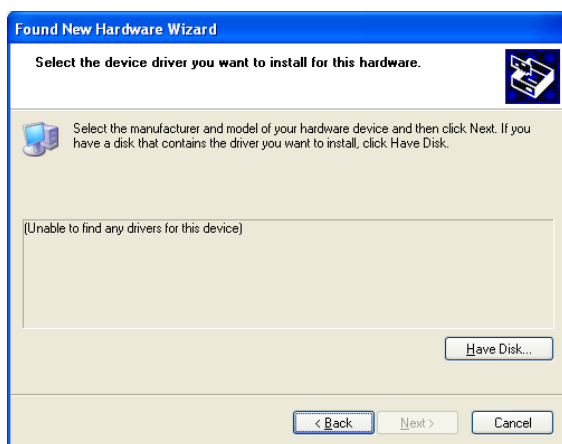 Found New Hardware Wizard
Select the device driver you want to install for this hardware.
Select the manufacturer and model of your hardware device and then click Next. If you
have a disk that contains the driver you want to install, click Have Disk.
(Unable to find any drivers for this device)
Have Disk...
< Back
Next >
Cancel